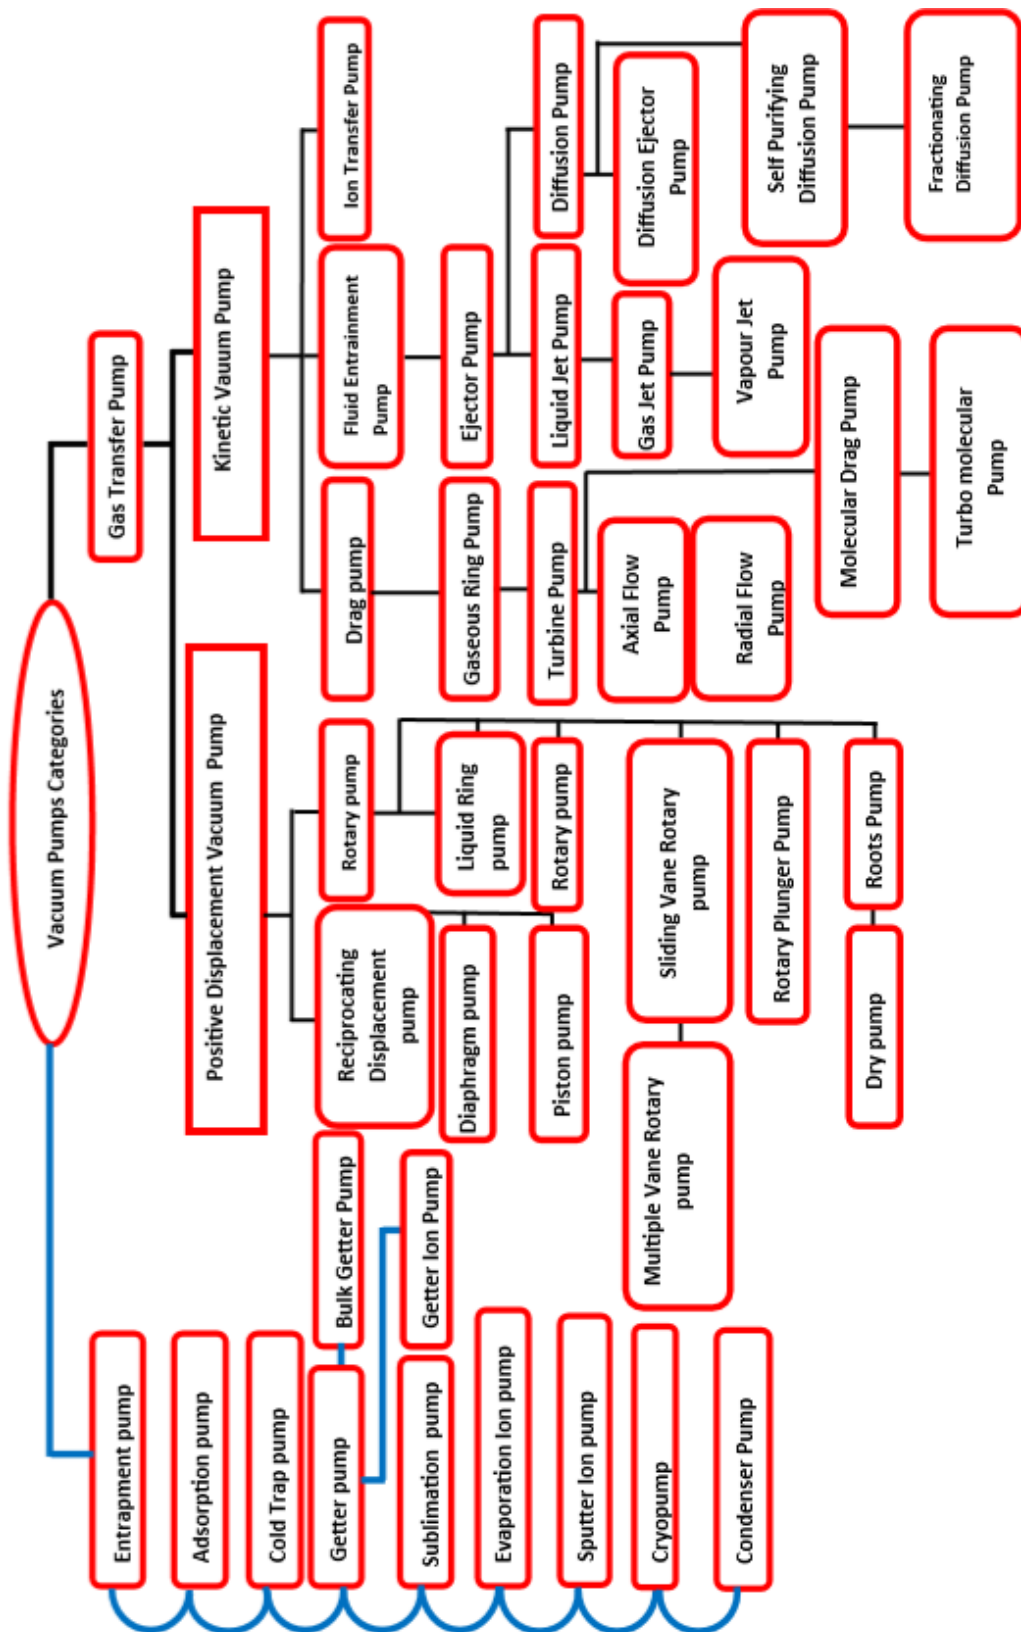 Vacuum Pumps Categories
Gas Transfer Pump
Entrapment pump
Positive Displacement Vacuum Pump
Kinetic Vauum Pump
Adsorption pump
Cold Trap pump
Getter pump
Bulk Getter Pump
Reciprocating
Displacement
pump
Rotary pump
Drag pump
Fluid Entrainment
Pump
Ion Transfer Pump
Sublimation pump
Getter Ion Pump
Diaphragm pump
Liquid Ring
pump
Gaseous Ring Pump
Ejector Pump
Evaporation Ion pump
Piston pump
Rotary pump
Turbine Pump
Liquid Jet Pump
Diffusion Pump
Sputter Ion pump
Axial Flow
Pump
Gas Jet Pump
Diffusion Ejector
Pump
Cryopump
Multiple Vane Rotary
pump
Sliding Vane Rotary
pump
Radial Flow
Pump
Vapour Jet
Pump
Condenser Pump
Rotary Plunger Pump
Self Purifying
Diffusion Pump
Dry pump
Roots Pump
Molecular Drag Pump
Turbo molecular
Pump
Fractionating
Diffusion Pump